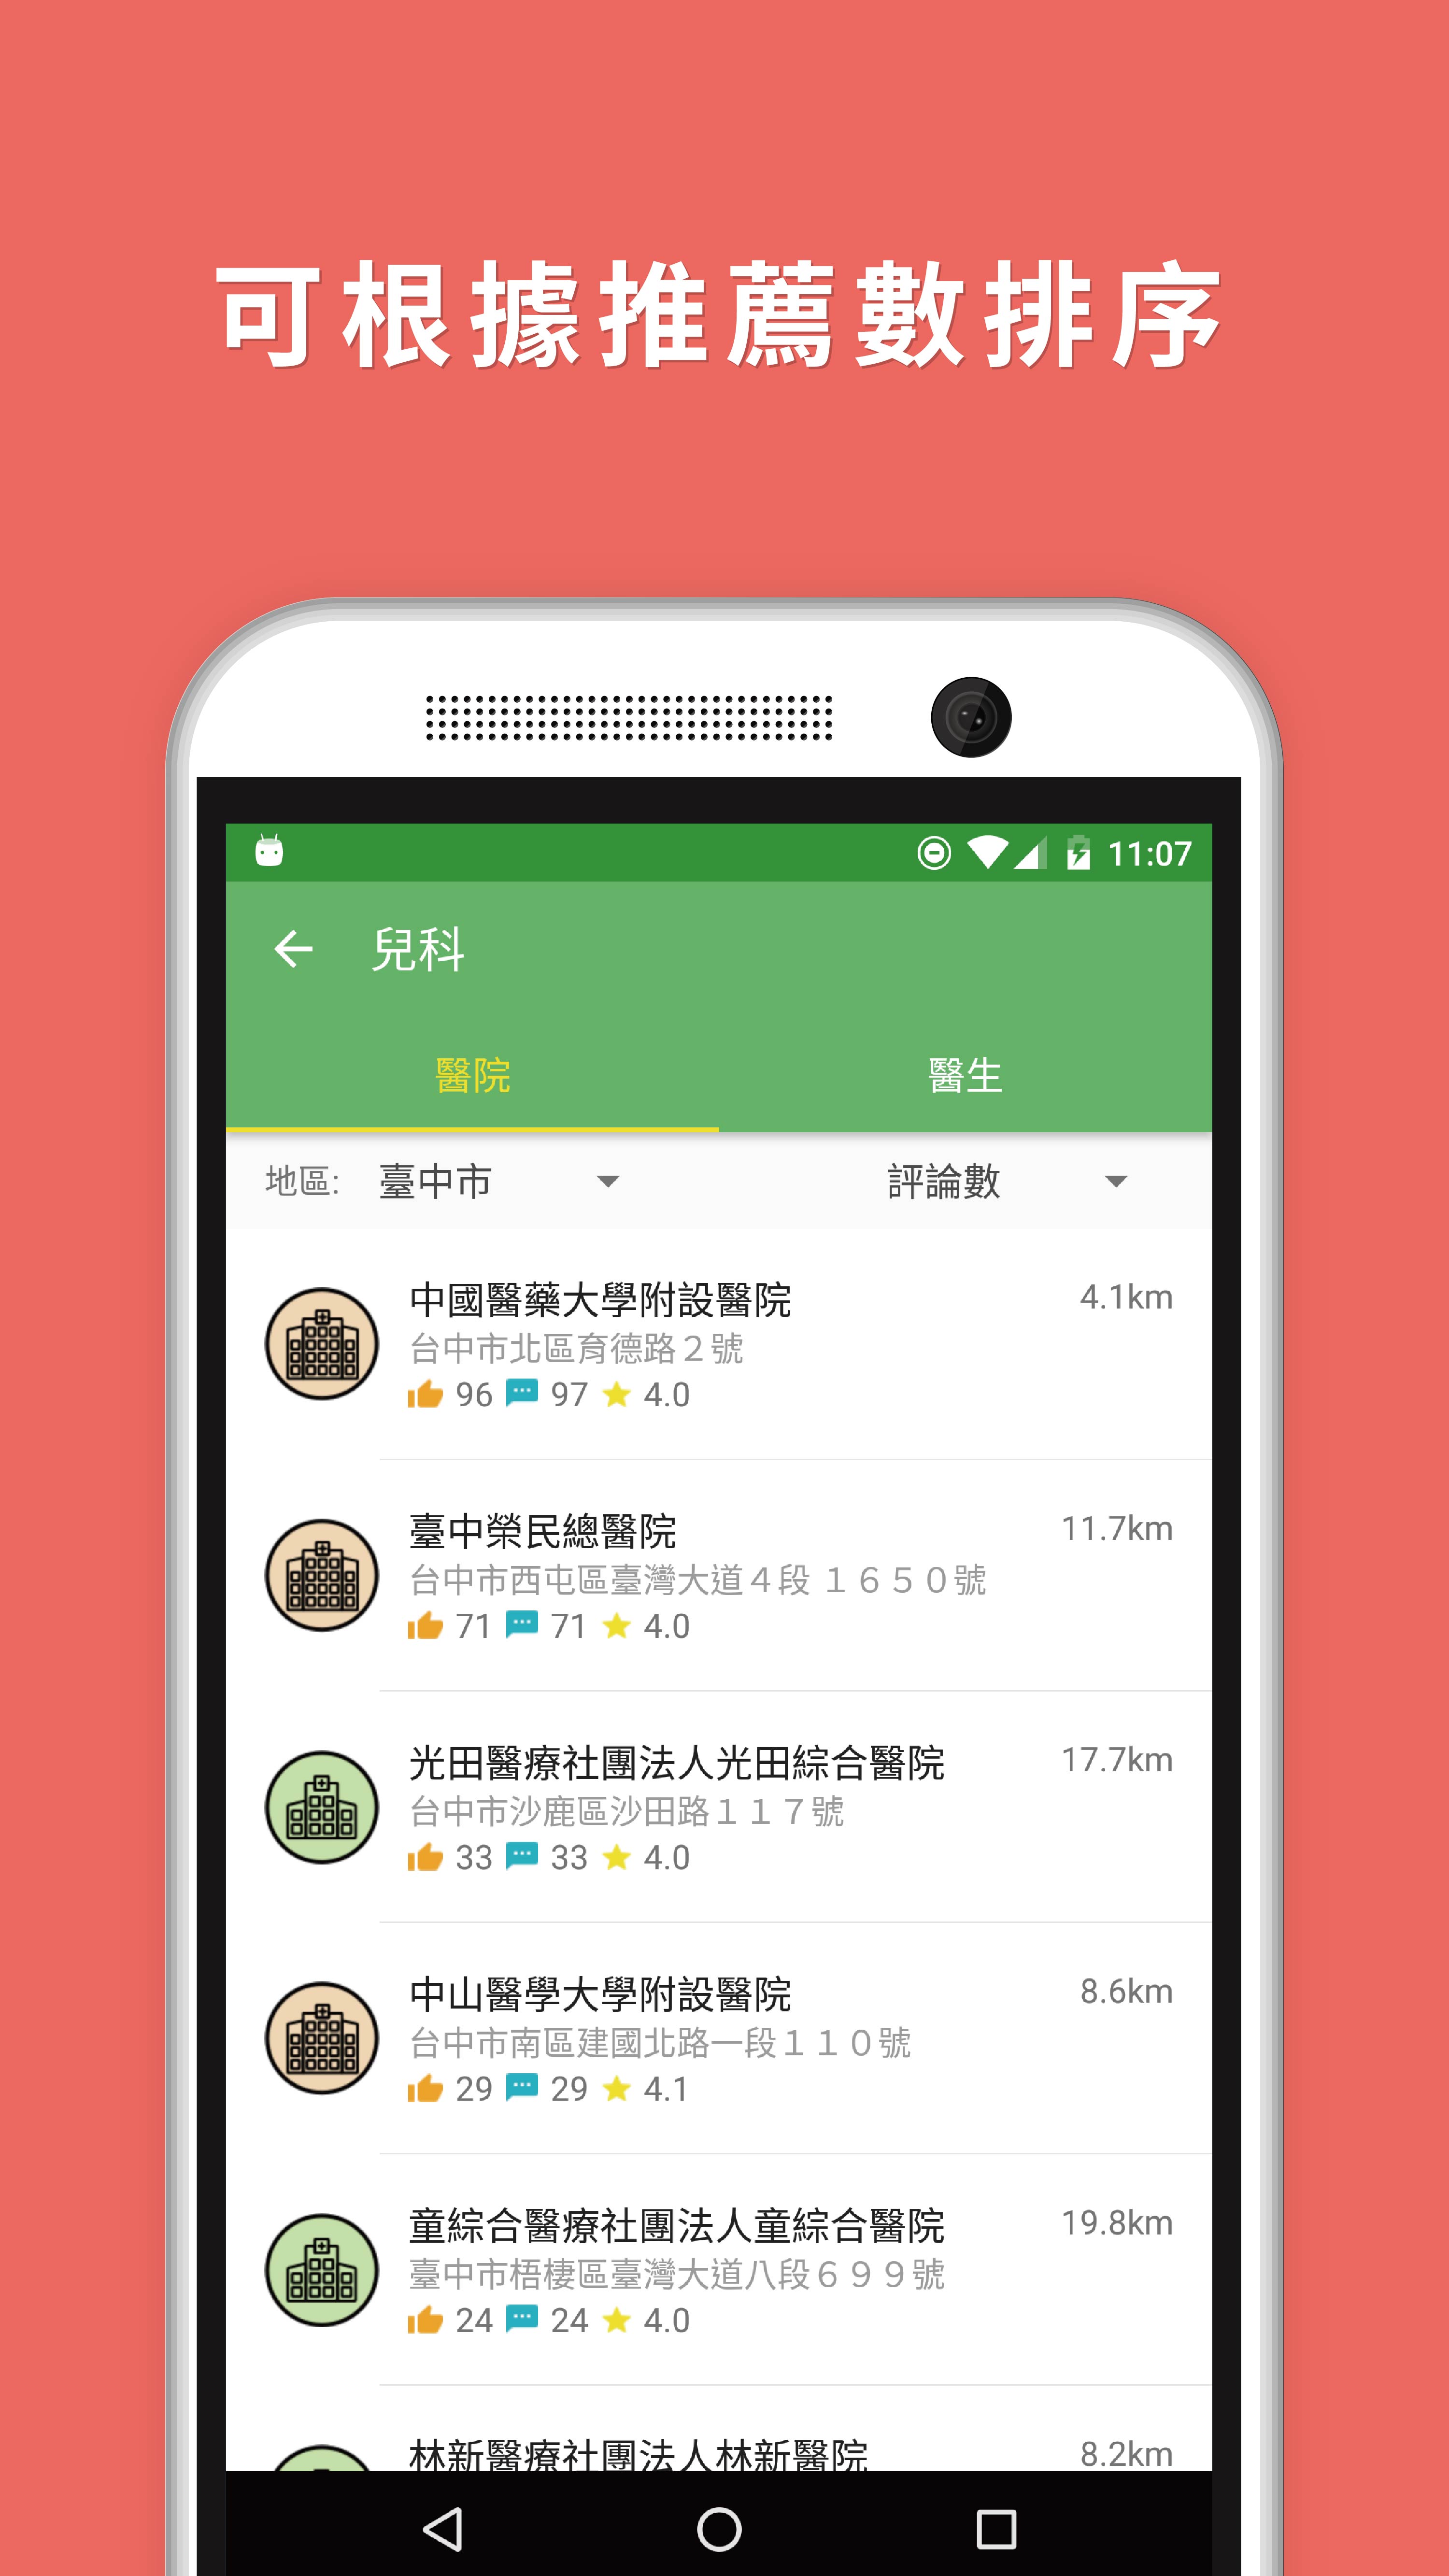 可根據推薦數排序
11:07
兒科
醫院 醫生
地區: 臺中市 評論數
中國醫藥大學附設醫院 4.1km
台中市北區育德路２號
96 97 4.0
臺中榮民總醫院 11.7km
台中市西屯區臺灣大道４段 １６５０號
71 71 4.0
光田醫療社團法人光田綜合醫院 17.7km
台中市沙鹿區沙田路１１７號
33 33 4.0
中山醫學大學附設醫院 8.6km
台中市南區建國北路一段１１０號
29 29 4.1
童綜合醫療社團法人童綜合醫院 19.8km
臺中市梧棲區臺灣大道八段６９９號
24 24 4.0
林新醫療社團法人林新醫院 8.2km